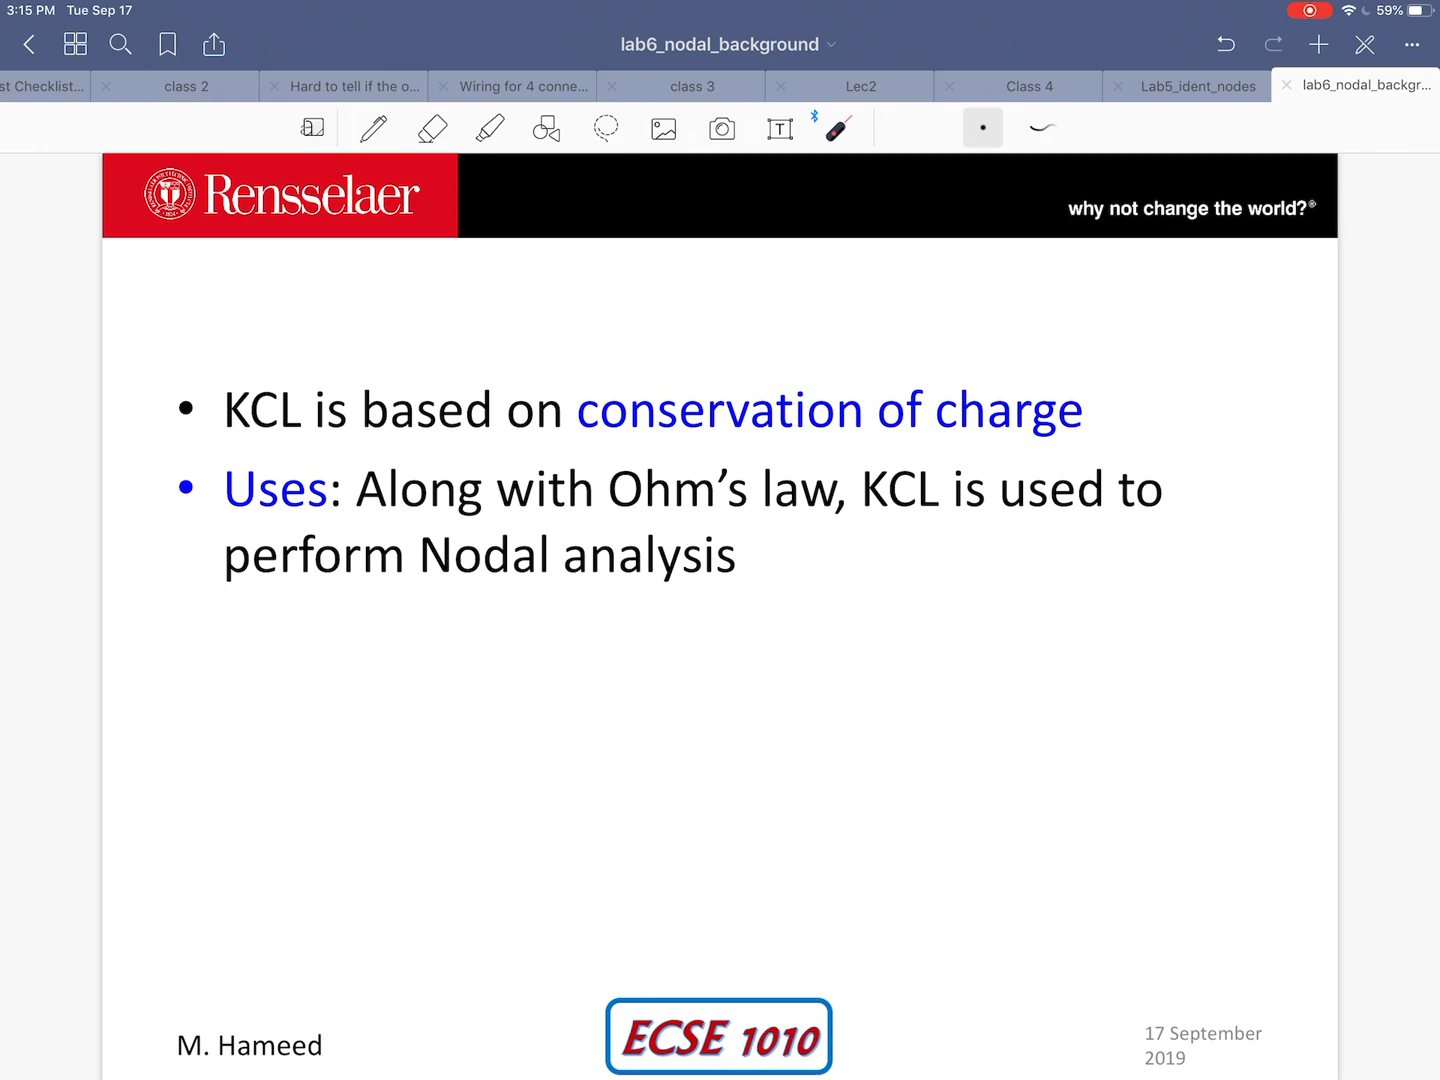 3:15 PM Tue Sep 17 59%
lab6_nodal_background
st Checklist... class 2 Hard to tell if the o... Wiring for 4 conne... class 3 Lec2 Class 4 Lab5_ident_nodes lab6_nodal_backgr...
Rensselaer
why not change the world?®
• KCL is based on conservation of charge
• Uses: Along with Ohm’s law, KCL is used to
perform Nodal analysis
M. Hameed
ECSE 1010
17 September
2019